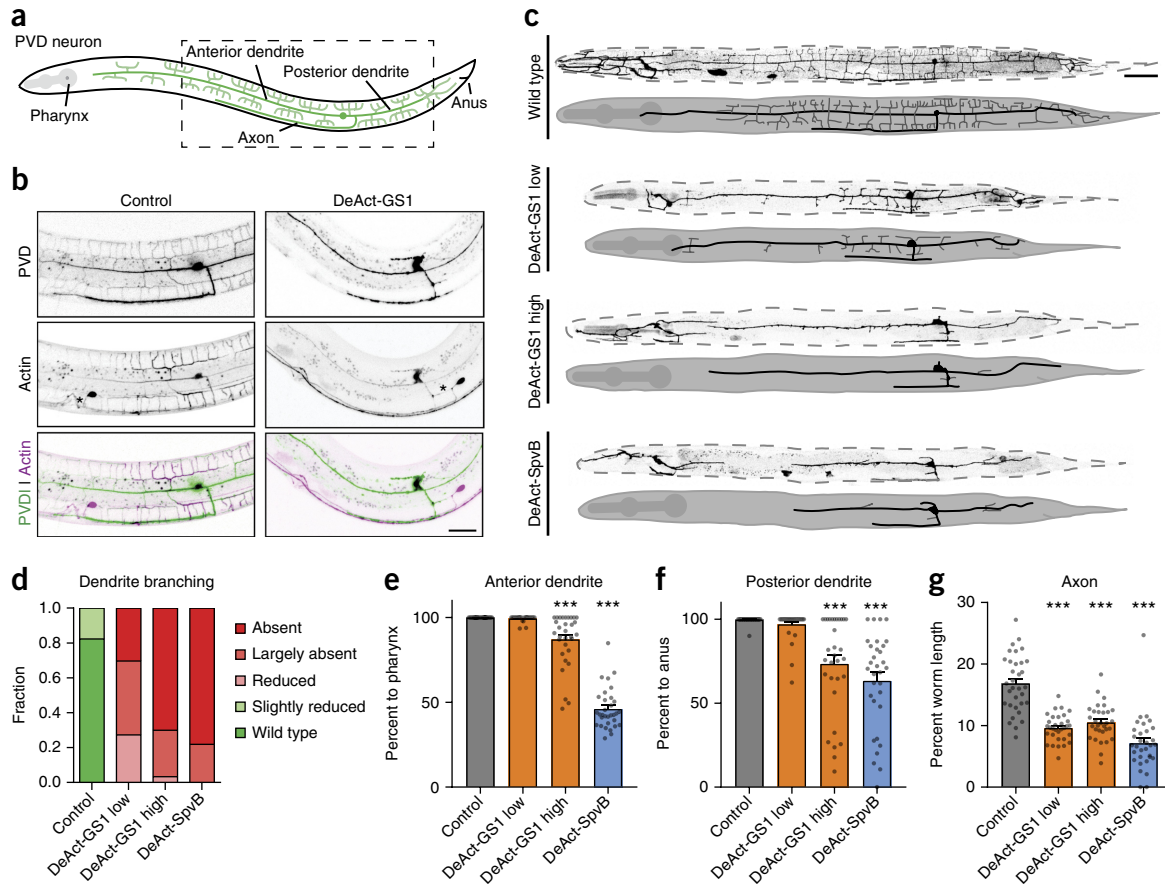 a
PVD neuron
Anterior dendrite
Posterior dendrite
Pharynx
Axon
Anus
b
Control
DeAct-GS1
PVD
Actin
*
*
PVDI | Actin
c
Wild type
DeAct-GS1 low
DeAct-GS1 high
DeAct-SpvB
d
Dendrite branching
Fraction
1.0
0.8
0.6
0.4
0.2
0.0
Control
DeAct-GS1 low
DeAct-GS1 high
DeAct-SpvB
Absent
Largely absent
Reduced
Slightly reduced
Wild type
e
Anterior dendrite
*** ***
Percent to pharynx
100
50
0
Control
DeAct-GS1 low
DeAct-GS1 high
DeAct-SpvB
f
Posterior dendrite
*** ***
Percent to anus
100
50
0
Control
DeAct-GS1 low
DeAct-GS1 high
DeAct-SpvB
g
Axon
*** *** ***
Percent worm length
30
20
10
0
Control
DeAct-GS1 low
DeAct-GS1 high
DeAct-SpvB